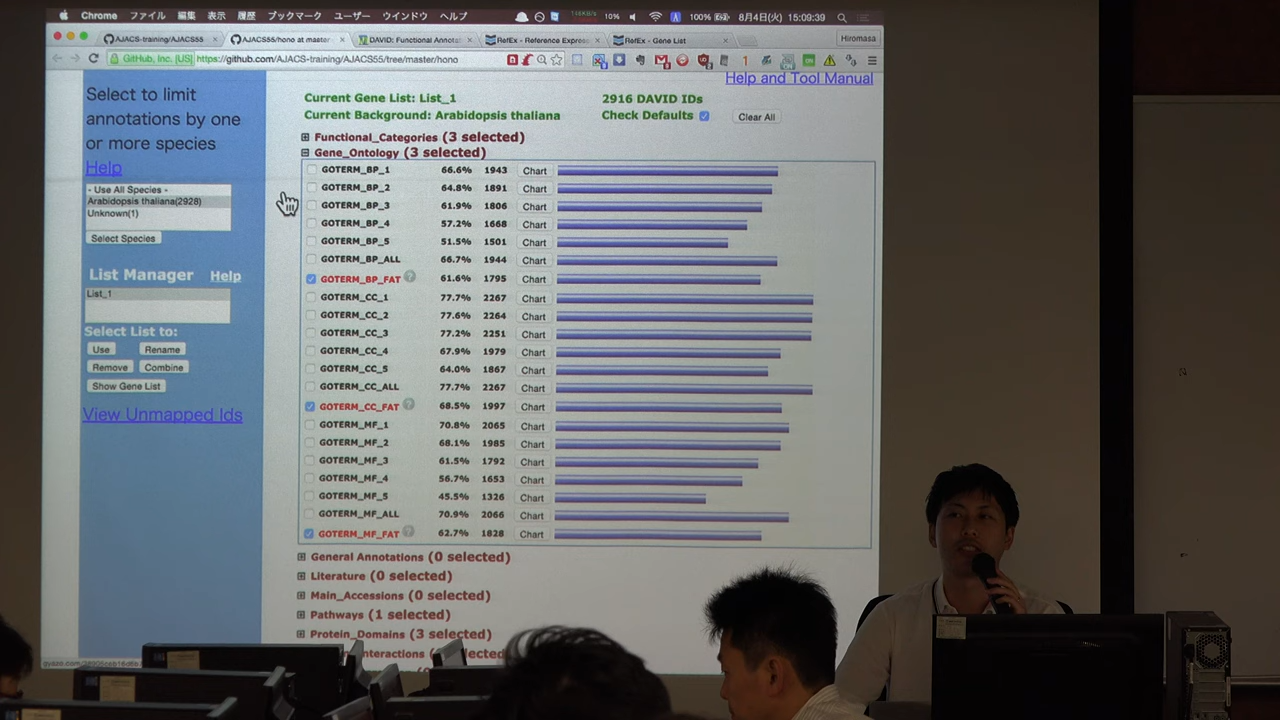 Chrome ファイル 編集 表示 履歴 ブックマーク ユーザー ウインドウ ヘルプ 10% 100% 8月4日(火) 15:09:39
AJACS-training/AJACS55 AJACS55/hono at master DAVID: Functional Annotat RefEx - Reference Express RefEx - Gene List Hiromasa
GitHub, Inc. [US] https://github.com/AJACS-training/AJACS55/tree/master/hono
Help and Tool Manual
Select to limit
annotations by one
or more species
Help
- Use All Species -
Arabidopsis thaliana(2928)
Unknown(1)
Select Species
List Manager Help
List_1
Select List to:
Use Rename
Remove Combine
Show Gene List
View Unmapped Ids
Current Gene List: List_1 2916 DAVID IDs
Current Background: Arabidopsis thaliana Check Defaults Clear All
Functional_Categories (3 selected)
Gene_Ontology (3 selected)
GOTERM_BP_1 66.6% 1943 Chart
GOTERM_BP_2 64.8% 1891 Chart
GOTERM_BP_3 61.9% 1806 Chart
GOTERM_BP_4 57.2% 1668 Chart
GOTERM_BP_5 51.5% 1501 Chart
GOTERM_BP_ALL 66.7% 1944 Chart
GOTERM_BP_FAT 61.6% 1795 Chart
GOTERM_CC_1 77.7% 2267 Chart
GOTERM_CC_2 77.6% 2264 Chart
GOTERM_CC_3 77.2% 2251 Chart
GOTERM_CC_4 67.9% 1979 Chart
GOTERM_CC_5 64.0% 1867 Chart
GOTERM_CC_ALL 77.7% 2267 Chart
GOTERM_CC_FAT 68.5% 1997 Chart
GOTERM_MF_1 70.8% 2065 Chart
GOTERM_MF_2 68.1% 1985 Chart
GOTERM_MF_3 61.5% 1792 Chart
GOTERM_MF_4 56.7% 1653 Chart
GOTERM_MF_5 45.5% 1326 Chart
GOTERM_MF_ALL 70.9% 2066 Chart
GOTERM_MF_FAT 62.7% 1828 Chart
General Annotations (0 selected)
Literature (0 selected)
Main_Accessions (0 selected)
Pathways (1 selected)
Protein_Domains (3 selected)